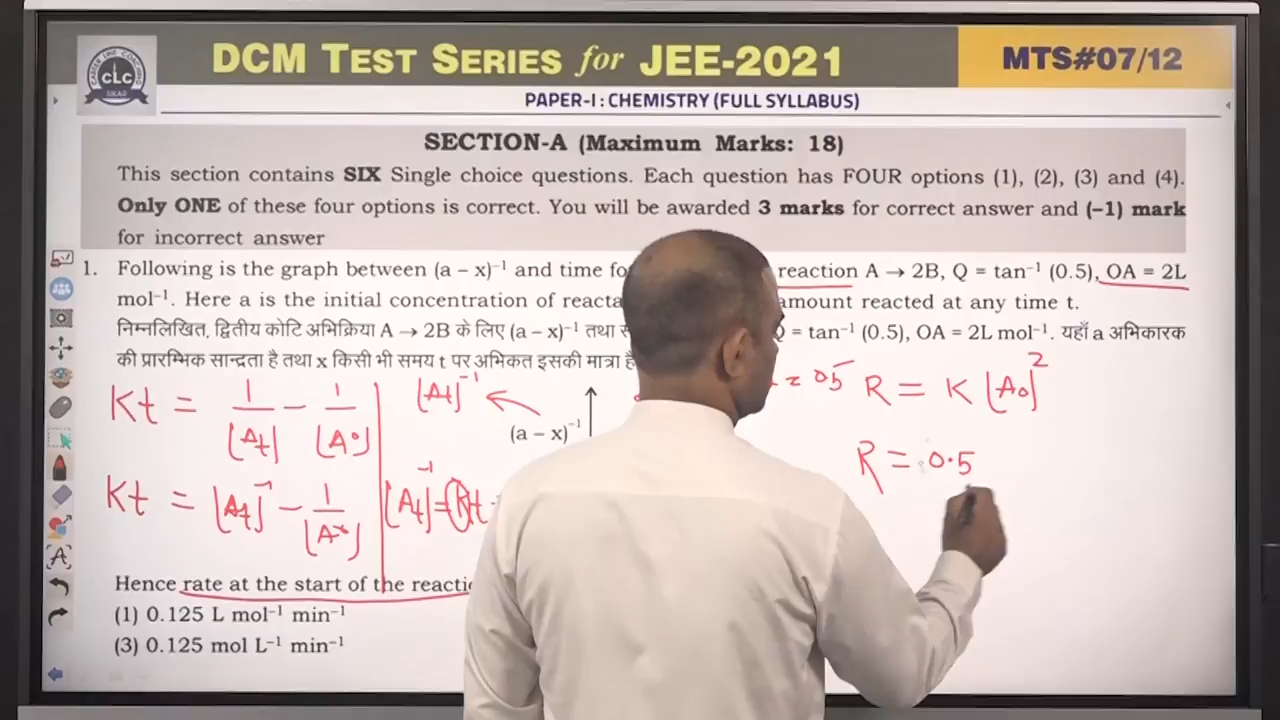 DCM TEST SERIES for JEE-2021
MTS#07/12
CLC
SIKAR
PAPER-I : CHEMISTRY (FULL SYLLABUS)
SECTION-A (Maximum Marks: 18)
This section contains SIX Single choice questions. Each question has FOUR options (1), (2), (3) and (4).
Only ONE of these four options is correct. You will be awarded 3 marks for correct answer and (–1) mark
for incorrect answer
1. Following is the graph between (a – x)⁻¹ and time reaction A → 2B, Q = tan⁻¹ (0.5), OA = 2L
mol⁻¹. Here a is the initial concentration of amount reacted at any time t.
निम्नलिखित, द्वितीय कोटि अभिक्रिया A → 2B के लिए (a – x)⁻¹ तथा = tan⁻¹ (0.5), OA = 2L mol⁻¹. यहाँ a अभिकारक
की प्रारम्भिक सान्द्रता है तथा x किसी भी समय t पर अभिकृत इसकी मात्रा
Kt = 1/[At] – 1/[A°]
[At]⁻¹
(a – x)⁻¹
= 05
R = K [A0]²
Kt = [At]⁻¹ – 1/[A°]
[At]⁻¹ = Kt
R = 0.5
Hence rate at the start of the
(1) 0.125 L mol⁻¹ min⁻¹
(3) 0.125 mol L⁻¹ min⁻¹